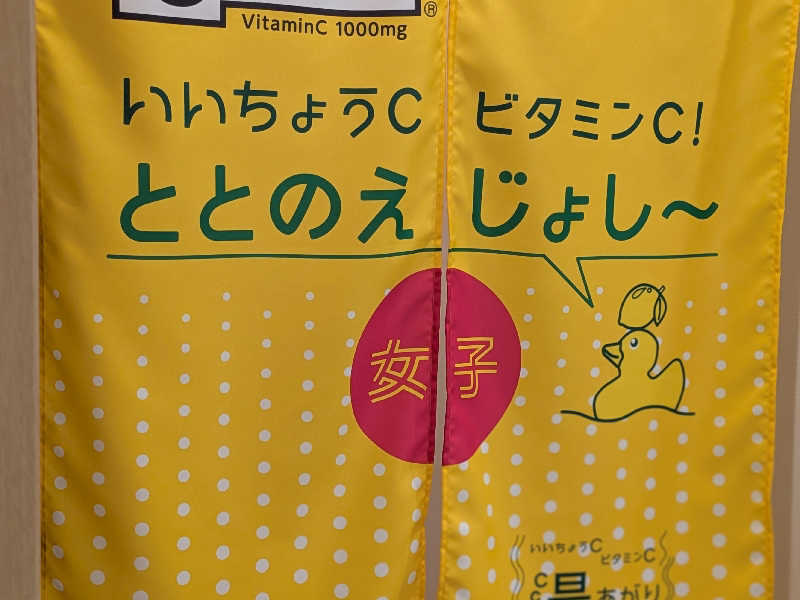 VitaminC 1000mg
いいちょうC ビタミンC!
ととのえじょし〜
女子
いいちょうC
ビタミンC
あがり